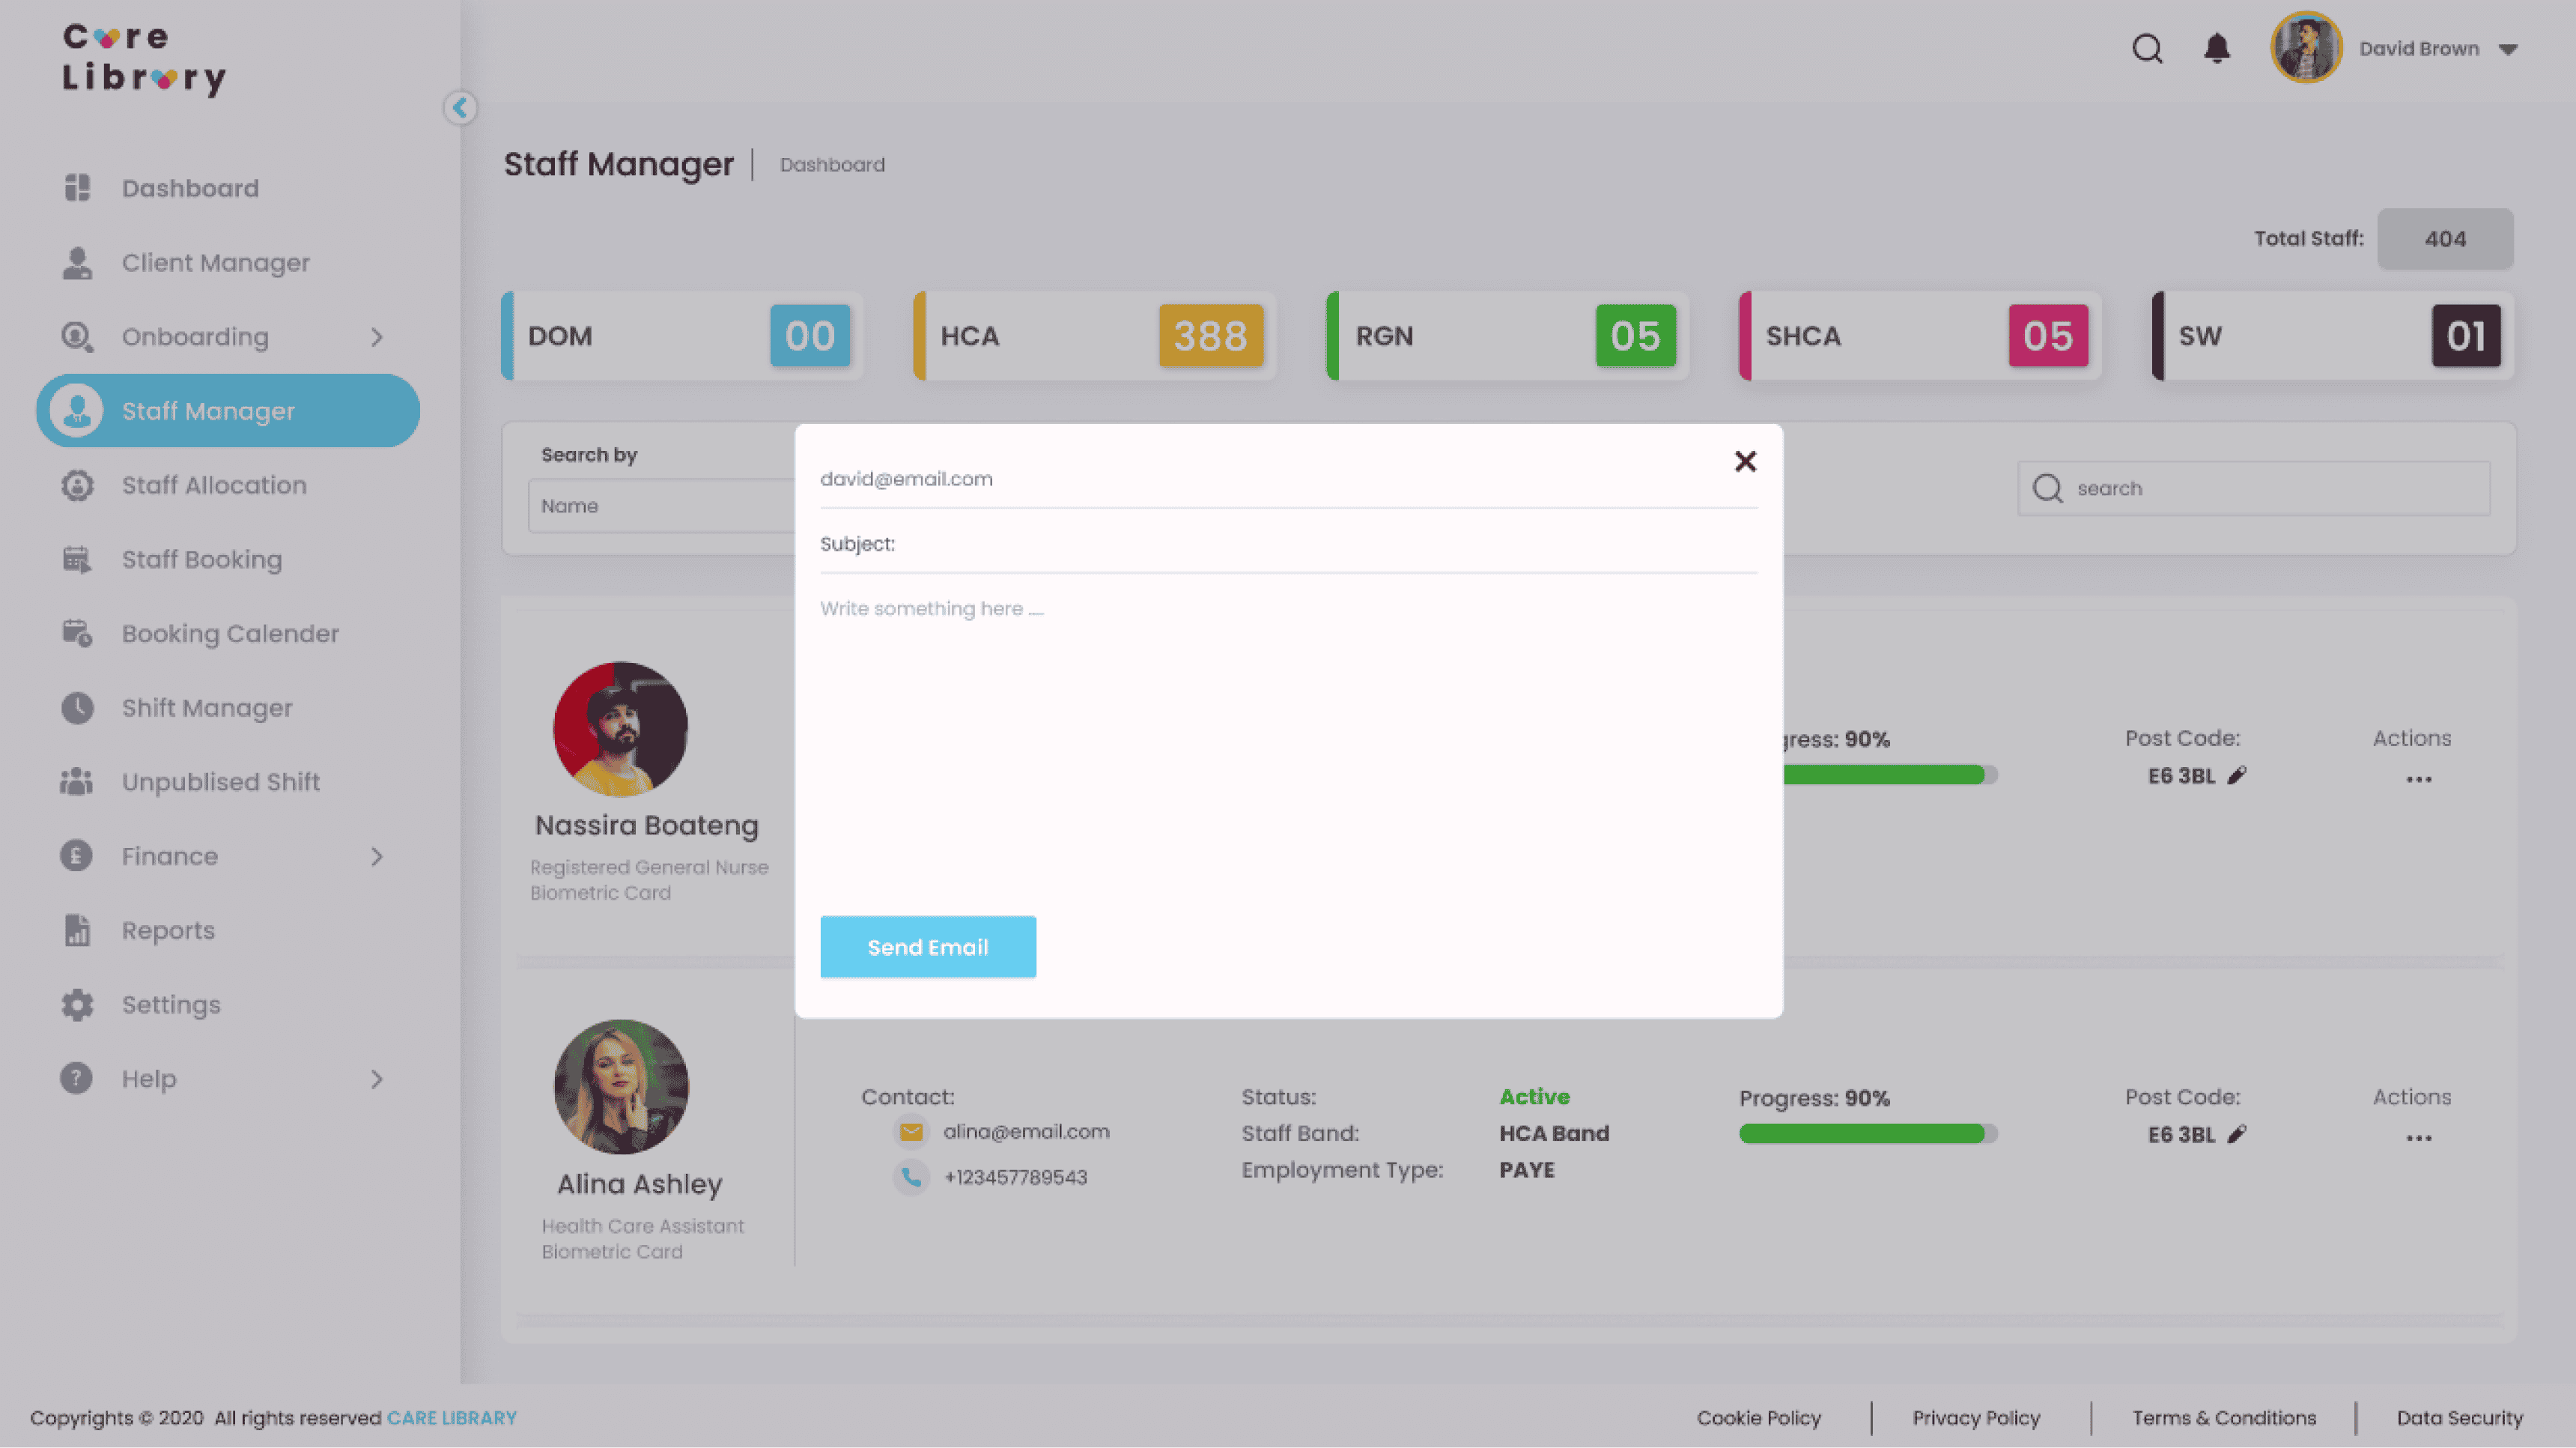 Care
Library
David Brown
Staff Manager
Dashboard
Dashboard
Client Manager
Onboarding
Staff Manager
Staff Allocation
Staff Booking
Booking Calender
Shift Manager
Unpublised Shift
Finance
Reports
Settings
Help
Total Staff: 404
DOM 00
HCA 388
RGN 05
SHCA 05
SW 01
Search by
Name
search
david@email.com
Subject:
Write something here ....
Send Email
Nassira Boateng
Registered General Nurse
Biometric Card
gress: 90%
Post Code:
E6 3BL
Actions
Alina Ashley
Health Care Assistant
Biometric Card
Contact:
alina@email.com
+123457789543
Status: Active
Staff Band: HCA Band
Employment Type: PAYE
Progress: 90%
Post Code:
E6 3BL
Actions
Copyrights © 2020 All rights reserved CARE LIBRARY
Cookie Policy
Privacy Policy
Terms & Conditions
Data Security